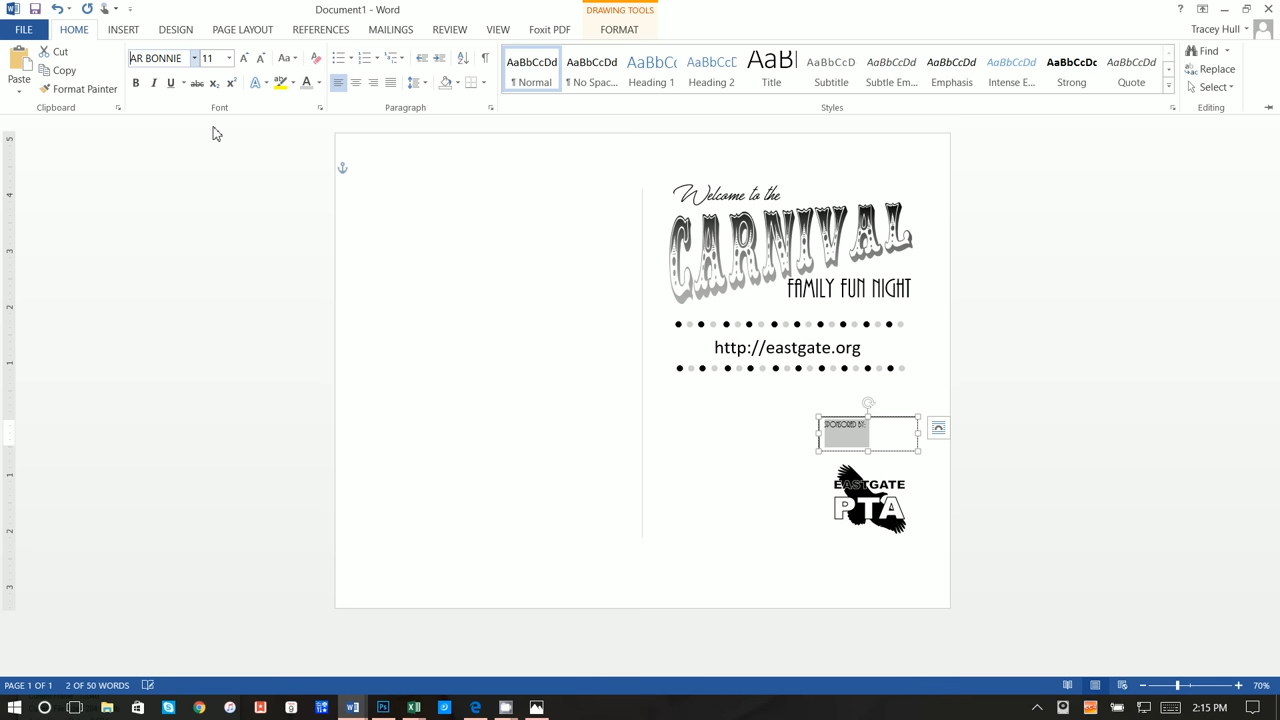 Document1 - Word
DRAWING TOOLS
Tracey Hull
FILE HOME INSERT DESIGN PAGE LAYOUT REFERENCES MAILINGS REVIEW VIEW Foxit PDF FORMAT
Paste
Cut
Copy
Format Painter
Clipboard
AR BONNIE 11
Font
Paragraph
AaBbCcDd AaBbCcDd AaBbCc AaBbCcD AaBl AaBbCcD AaBbCcDd AaBbCcDd AaBbCcDd AaBbCcDd AaBbCcDd
¶ Normal ¶ No Spac... Heading 1 Heading 2 Title Subtitle Subtle Em... Emphasis Intense E... Strong Quote
Styles
Find
Replace
Select
Editing
Welcome to the
CARNIVAL
FAMILY FUN NIGHT
http://eastgate.org
SPONSORED BY:
EASTGATE
PTA
PAGE 1 OF 1 2 OF 50 WORDS
70%
2:15 PM